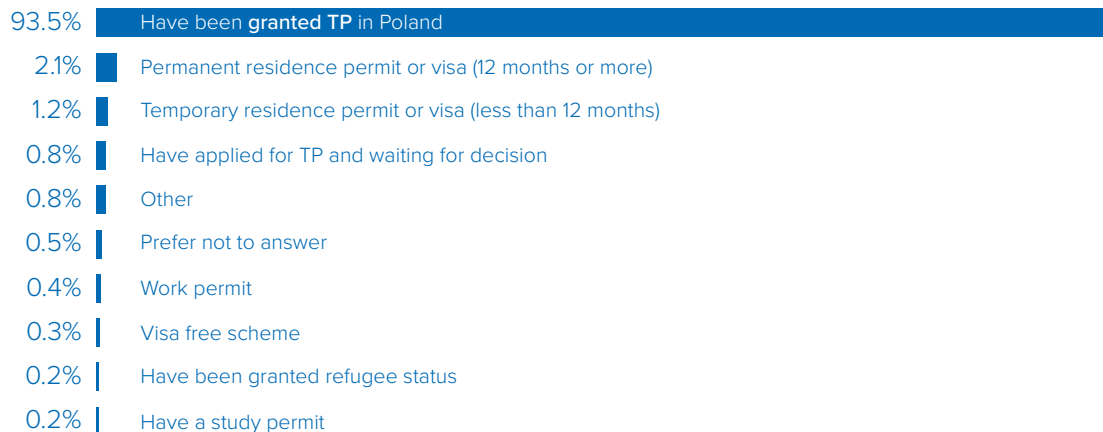 93.5% Have been granted TP in Poland
2.1% Permanent residence permit or visa (12 months or more)
1.2% Temporary residence permit or visa (less than 12 months)
0.8% Have applied for TP and waiting for decision
0.8% Other
0.5% Prefer not to answer
0.4% Work permit
0.3% Visa free scheme
0.2% Have been granted refugee status
0.2% Have a study permit